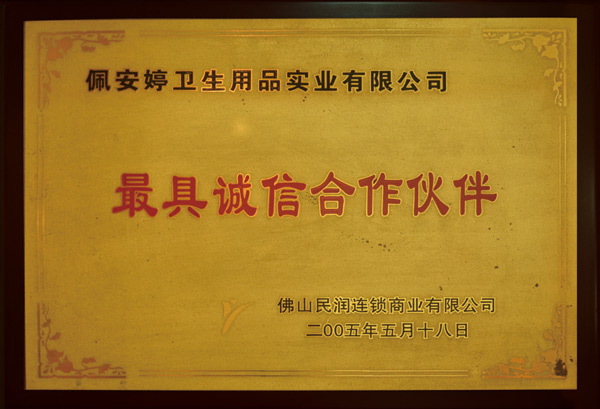 佩安婷卫生用品实业有限公司
最具诚信合作伙伴
佛山民润连锁商业有限公司
二00五年五月十八日